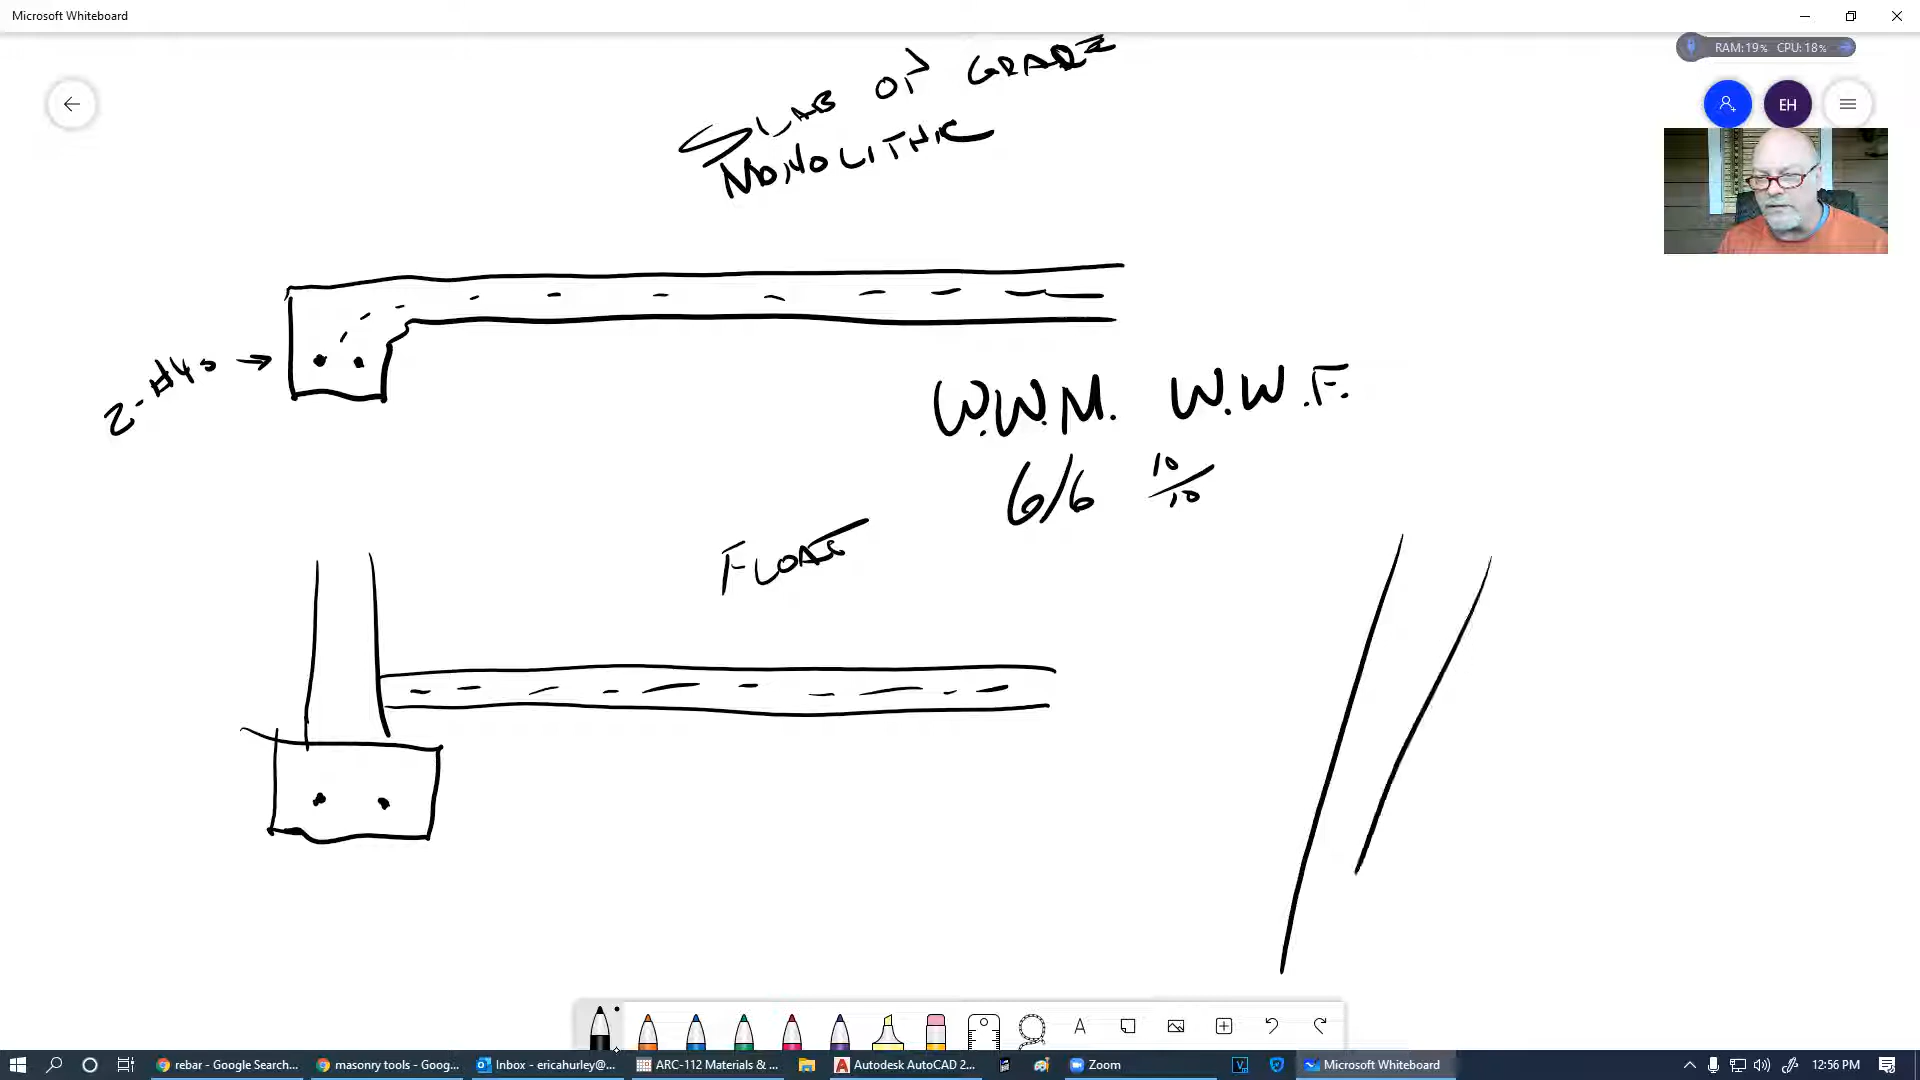 Microsoft Whiteboard
RAM: 19% CPU: 18%
EH
SLAB ON GRADE
MONOLITHIC
2-#4s →
W.W.M. W.W.F.
6/6 10/10
FLOAT
A
rebar - Google Search...
masonry tools - Goog...
Inbox - ericahurley@...
ARC-112 Materials & ...
Autodesk AutoCAD 2...
Zoom
Microsoft Whiteboard
12:56 PM